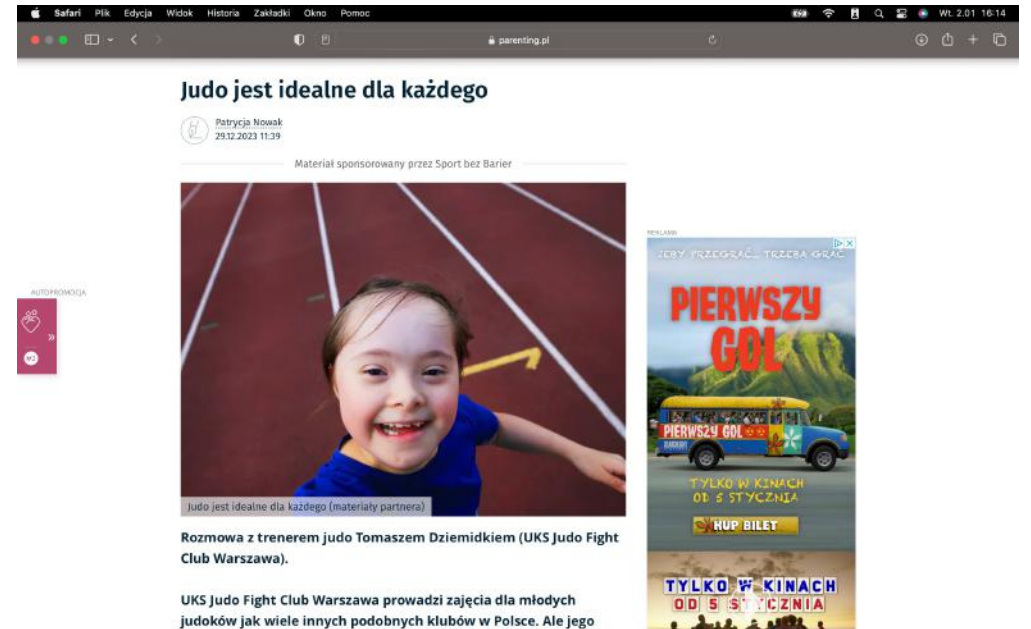 Safari Plik Edycja Widok Historia Zakładki Okno Pomoc
Wt. 2.01 16:14
parenting.pl
Judo jest idealne dla każdego
Patrycja Nowak
29.12.2023 11:39
Materiał sponsorowany przez Sport bez Barier
REKLAMA
ŻEBY PRZEGRAĆ... TRZEBA GRAĆ
PIERWSZY
GOL
PIERWSZY GOL
TYLKO W KINACH
OD 5 STYCZNIA
KUP BILET
TYLKO W KINACH
OD 5 STYCZNIA
AUTOPROMOCJA
Judo jest idealne dla każdego (materiały partnera)
Rozmowa z trenerem judo Tomaszem Dziemidkiem (UKS Judo Fight
Club Warszawa).
UKS Judo Fight Club Warszawa prowadzi zajęcia dla młodych
judoków jak wiele innych podobnych klubów w Polsce. Ale jego